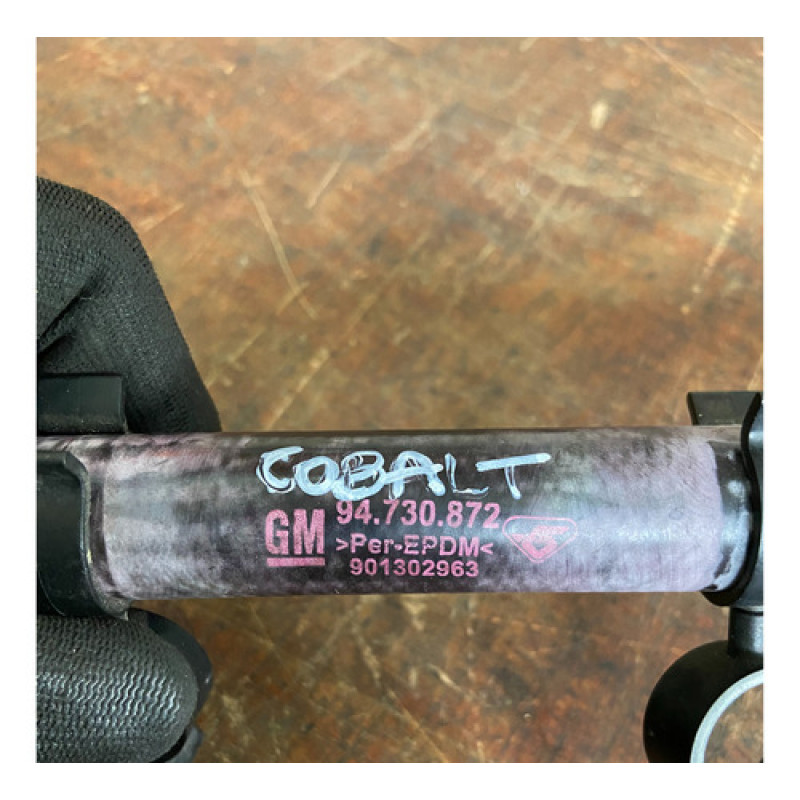 COBALT
GM
94.730.872
>Per-EPDM<
901302963